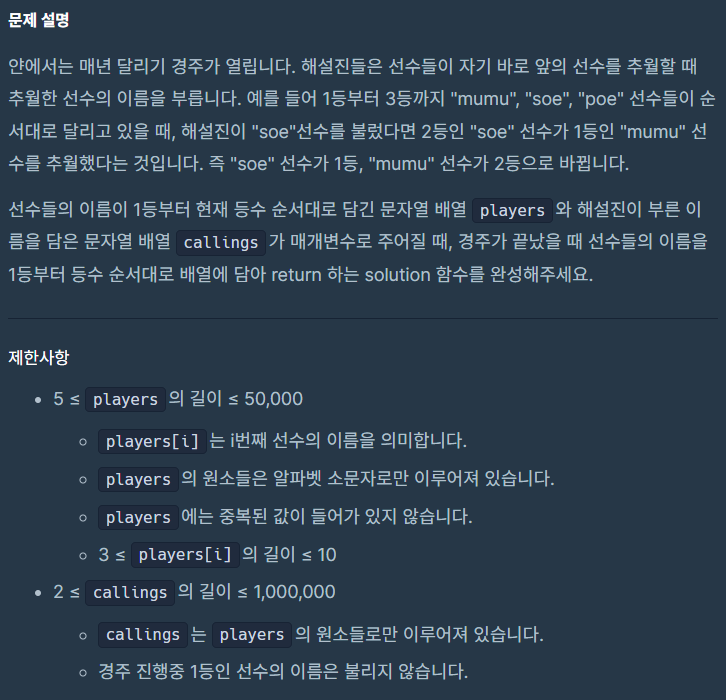 문제 설명
얀에서는 매년 달리기 경주가 열립니다. 해설진들은 선수들이 자기 바로 앞의 선수를 추월할 때
추월한 선수의 이름을 부릅니다. 예를 들어 1등부터 3등까지 "mumu", "soe", "poe" 선수들이 순
서대로 달리고 있을 때, 해설진이 "soe"선수를 불렀다면 2등인 "soe" 선수가 1등인 "mumu" 선
수를 추월했다는 것입니다. 즉 "soe" 선수가 1등, "mumu" 선수가 2등으로 바뀝니다.
선수들의 이름이 1등부터 현재 등수 순서대로 담긴 문자열 배열 players 와 해설진이 부른 이
름을 담은 문자열 배열 callings 가 매개변수로 주어질 때, 경주가 끝났을 때 선수들의 이름을
1등부터 등수 순서대로 배열에 담아 return 하는 solution 함수를 완성해주세요.
제한사항
• 5 ≤ players 의 길이 ≤ 50,000
◦ players[i] 는 i번째 선수의 이름을 의미합니다.
◦ players 의 원소들은 알파벳 소문자로만 이루어져 있습니다.
◦ players 에는 중복된 값이 들어가 있지 않습니다.
◦ 3 ≤ players[i] 의 길이 ≤ 10
• 2 ≤ callings 의 길이 ≤ 1,000,000
◦ callings 는 players 의 원소들로만 이루어져 있습니다.
◦ 경주 진행중 1등인 선수의 이름은 불리지 않습니다.